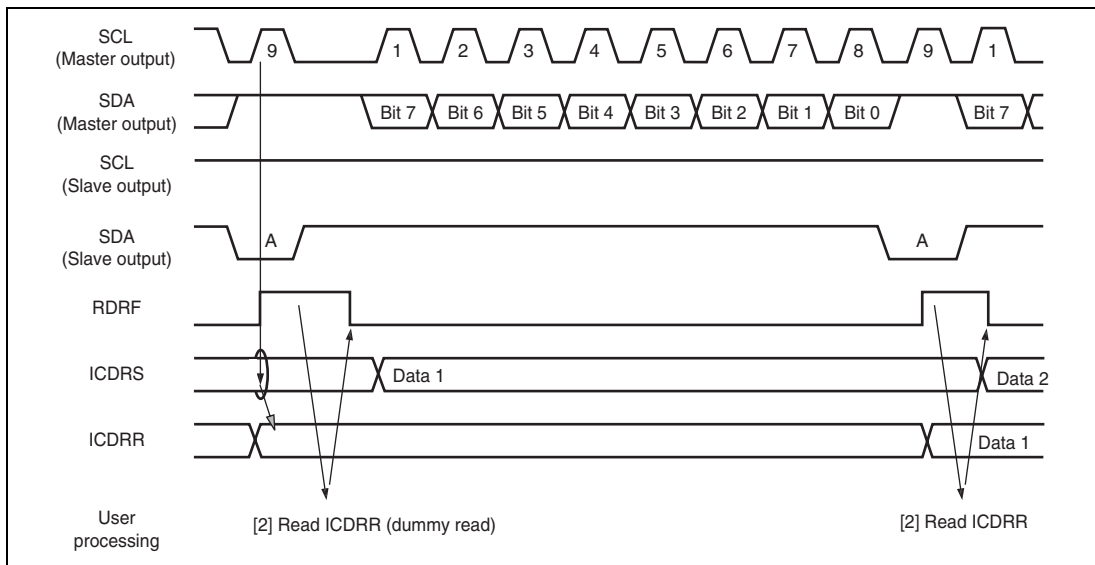 SCL
(Master output)
9 1 2 3 4 5 6 7 8 9 1
SDA
(Master output)
Bit 7 Bit 6 Bit 5 Bit 4 Bit 3 Bit 2 Bit 1 Bit 0 Bit 7
SCL
(Slave output)
SDA
(Slave output)
A A
RDRF
ICDRS
Data 1 Data 2
ICDRR
Data 1
User
processing
[2] Read ICDRR (dummy read) [2] Read ICDRR